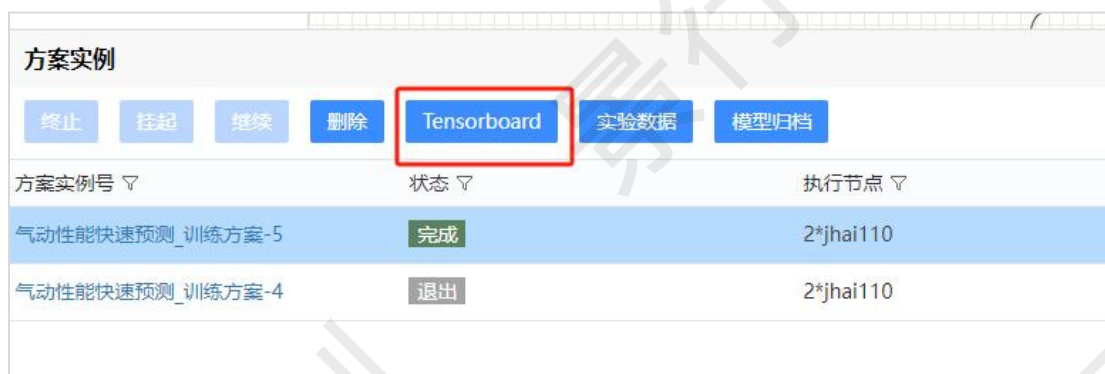 方案实例
终止 挂起 继续 删除 Tensorboard 实验数据 模型归档
方案实例号 状态 执行节点
气动性能快速预测_训练方案-5 完成 2*jhai110
气动性能快速预测_训练方案-4 退出 2*jhai110
景行